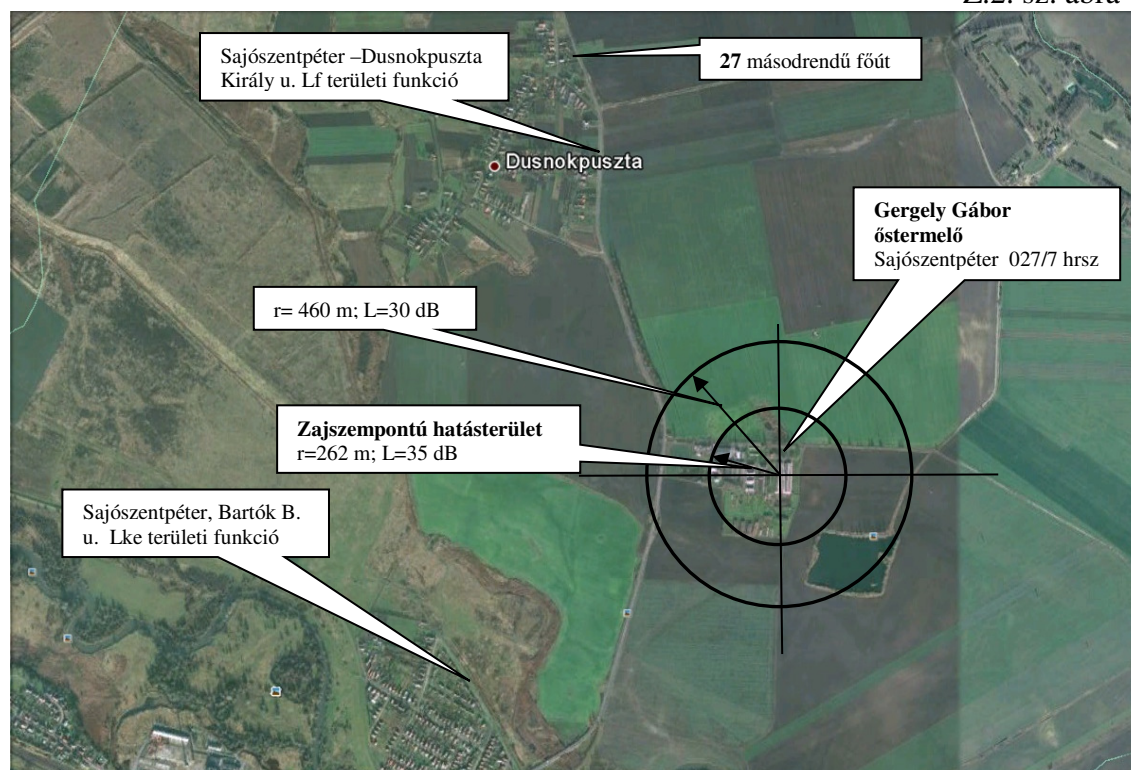 Z.2. sz. ábra
Sajószentpéter –Dusnokpuszta
Király u. Lf területi funkció
27 másodrendű főút
Dusnokpuszta
Gergely Gábor
őstermelő
Sajószentpéter 027/7 hrsz
r= 460 m; L=30 dB
Zajszempontú hatásterület
r=262 m; L=35 dB
Sajószentpéter, Bartók B.
u. Lke területi funkció